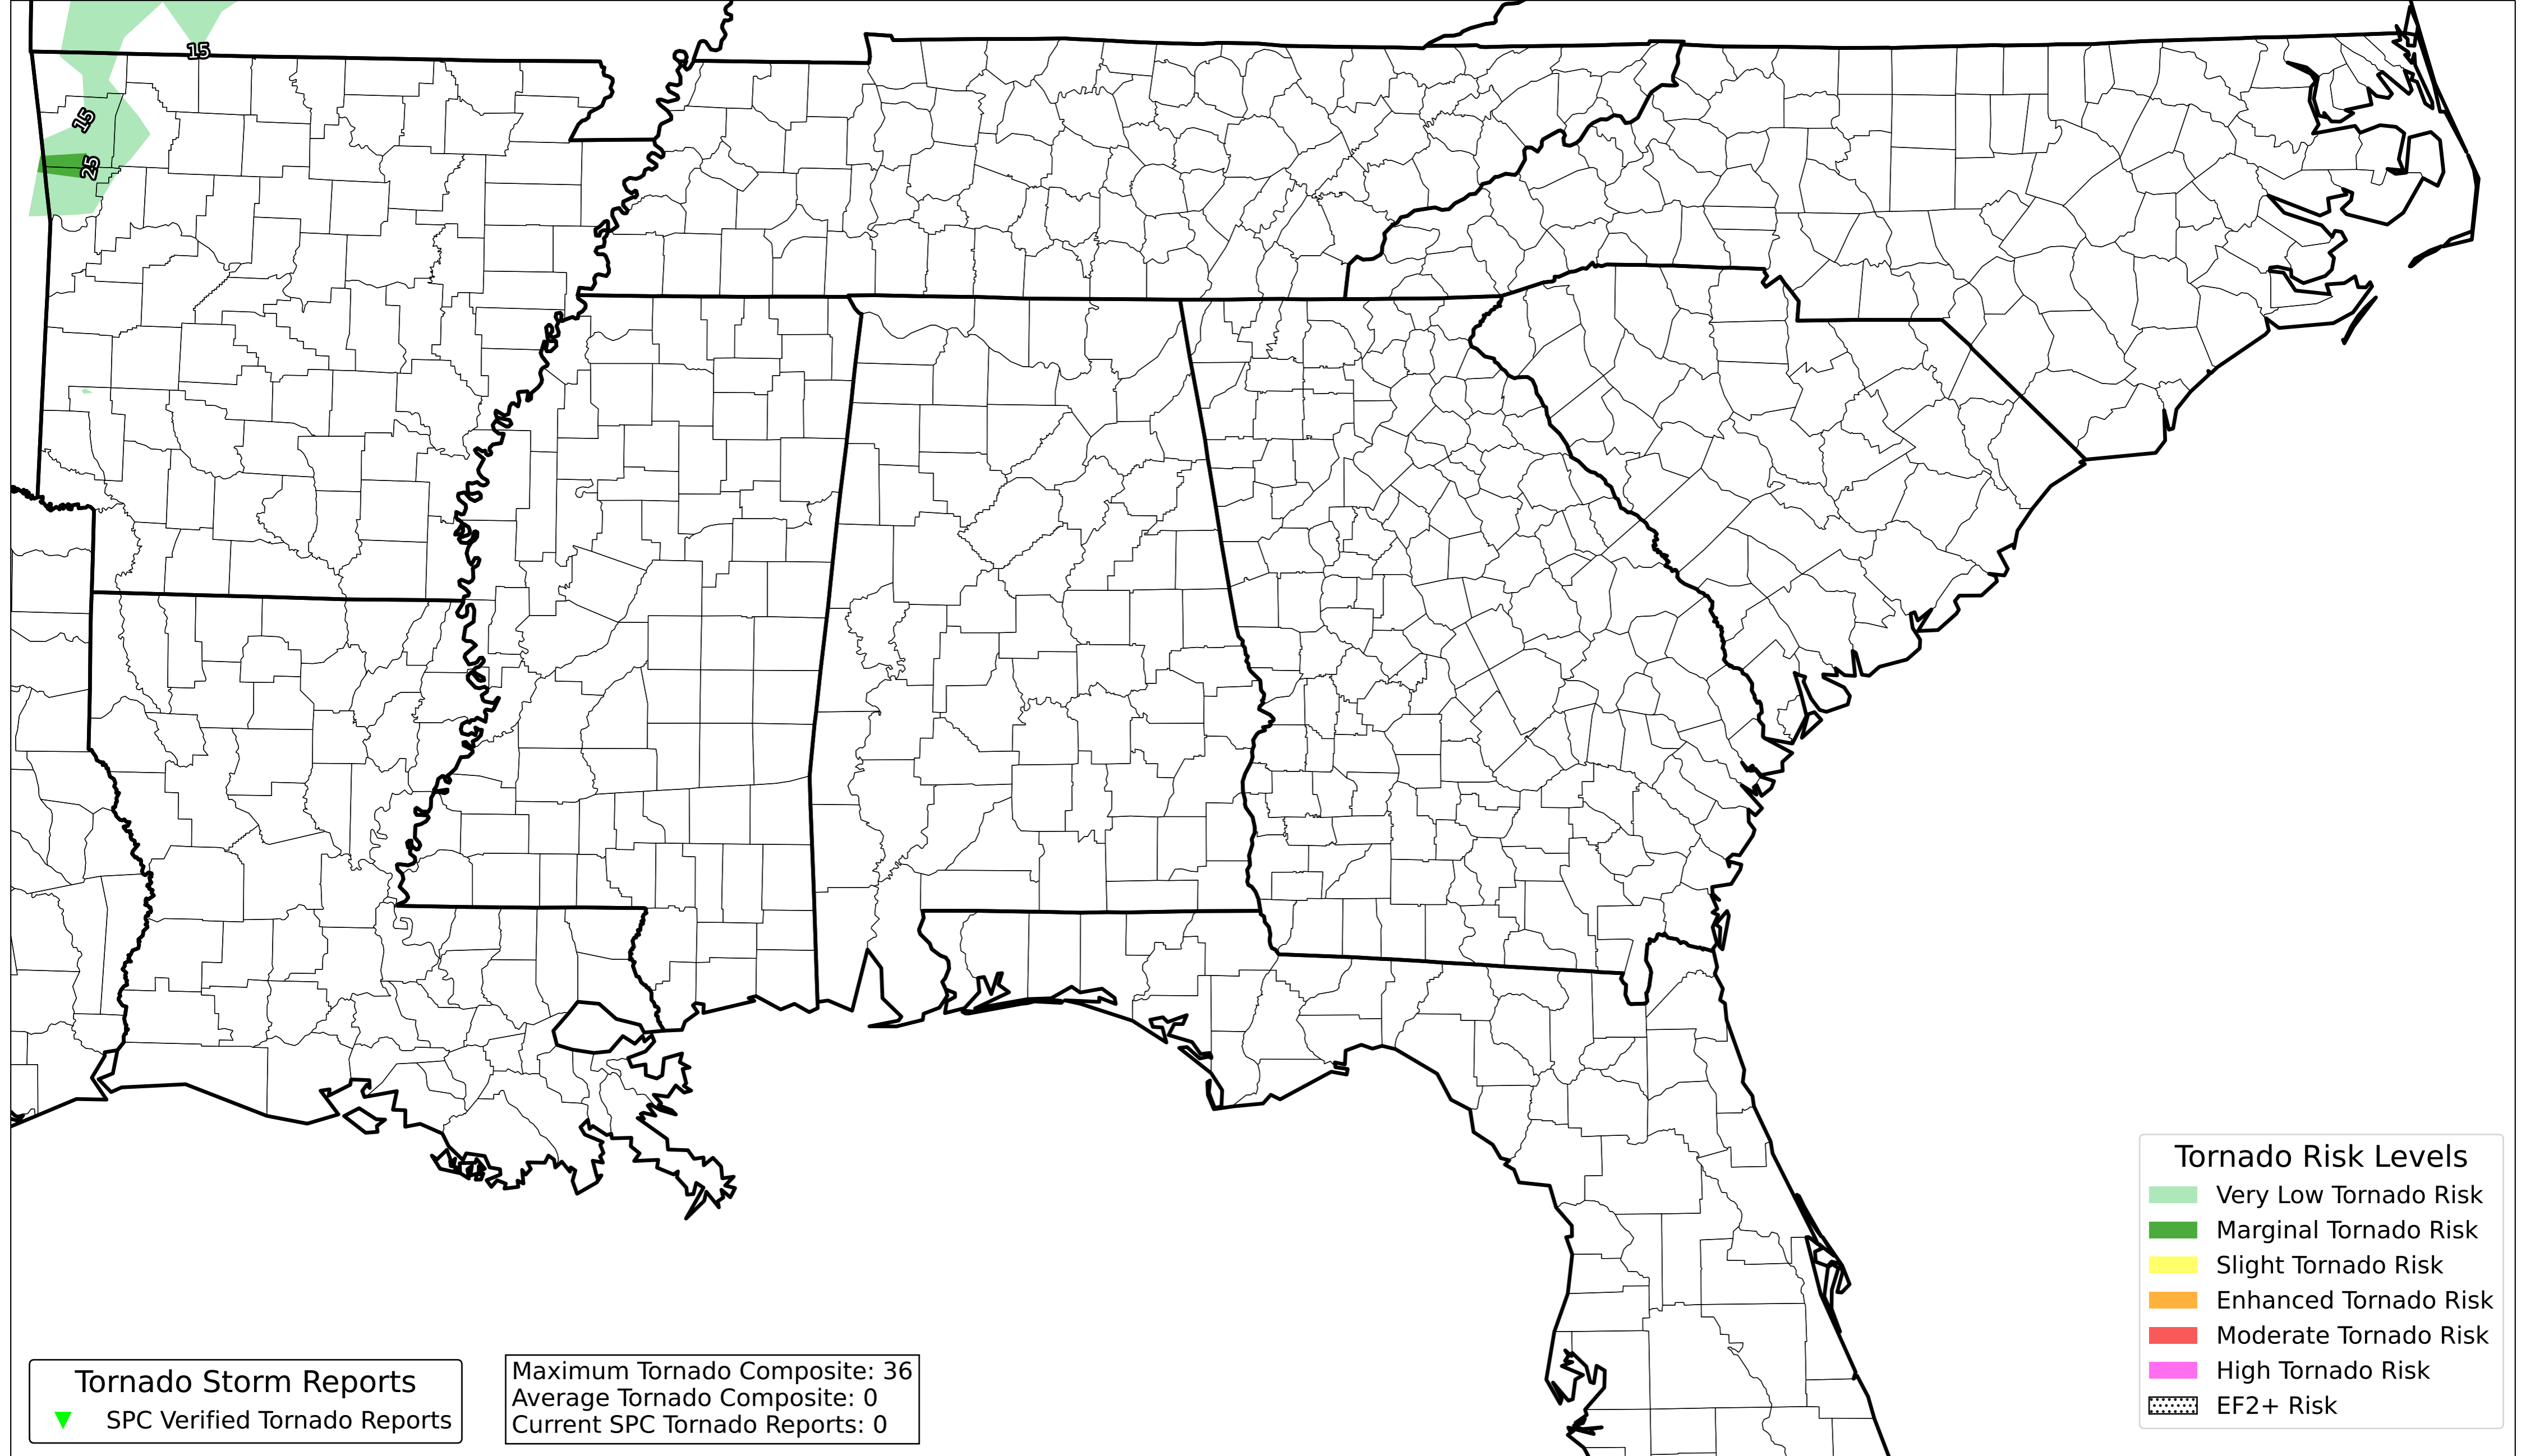 15
15
25
Tornado Risk Levels
Very Low Tornado Risk
Marginal Tornado Risk
Slight Tornado Risk
Enhanced Tornado Risk
Moderate Tornado Risk
High Tornado Risk
EF2+ Risk
Tornado Storm Reports
SPC Verified Tornado Reports
Maximum Tornado Composite: 36
Average Tornado Composite: 0
Current SPC Tornado Reports: 0